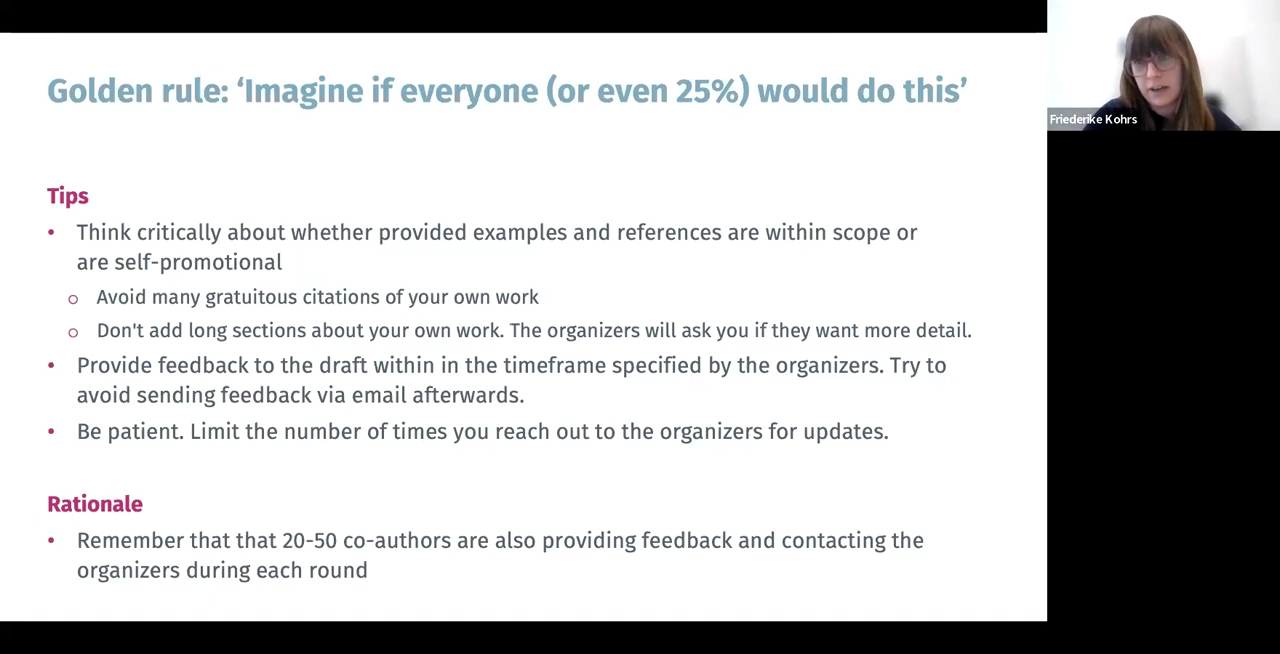 Golden rule: ‘Imagine if everyone (or even 25%) would do this’
Friederike Kohrs
Tips
• Think critically about whether provided examples and references are within scope or
are self-promotional
o Avoid many gratuitous citations of your own work
o Don't add long sections about your own work. The organizers will ask you if they want more detail.
• Provide feedback to the draft within in the timeframe specified by the organizers. Try to
avoid sending feedback via email afterwards.
• Be patient. Limit the number of times you reach out to the organizers for updates.
Rationale
• Remember that that 20-50 co-authors are also providing feedback and contacting the
organizers during each round